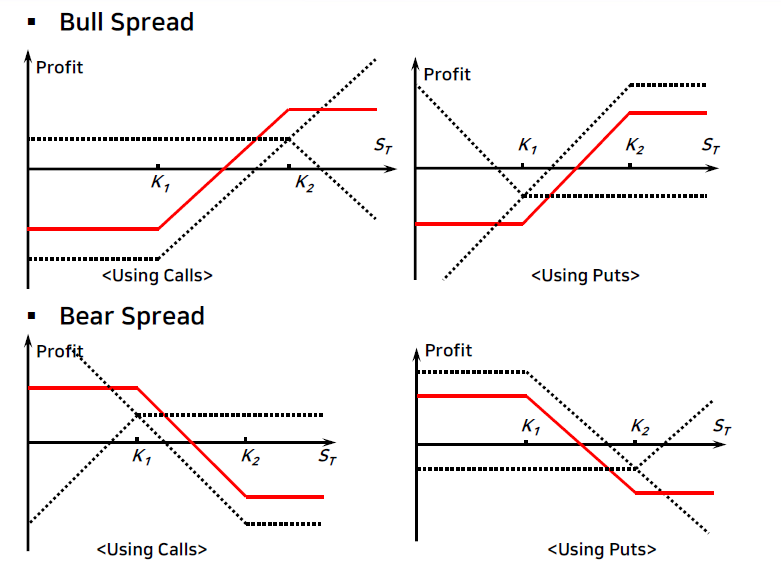 ▪ Bull Spread
Profit
S_T
K_1
K_2
<Using Calls>
Profit
K_1
K_2
S_T
<Using Puts>
▪ Bear Spread
Profit
K_1
K_2
S_T
<Using Calls>
Profit
K_1
K_2
S_T
<Using Puts>